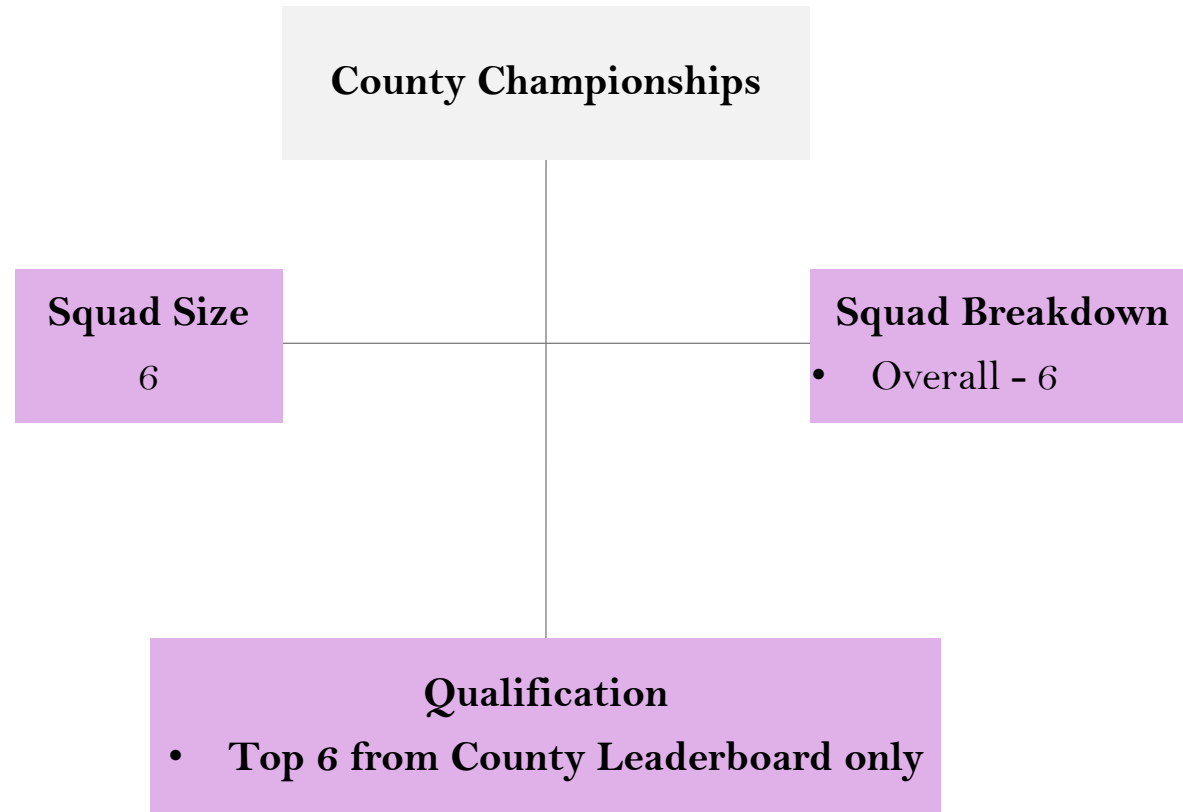 County Championships
Squad Size
6
Squad Breakdown
• Overall - 6
Qualification
• Top 6 from County Leaderboard only